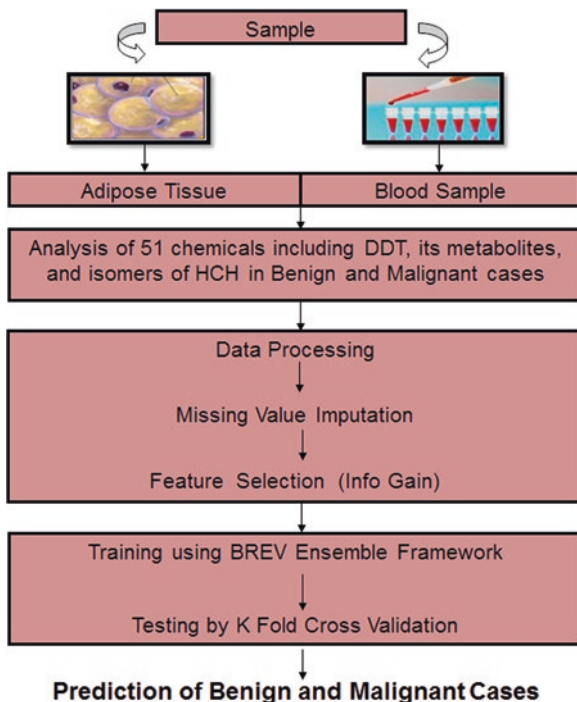 Sample
Adipose Tissue
Blood Sample
Analysis of 51 chemicals including DDT, its metabolites,
and isomers of HCH in Benign and Malignant cases
Data Processing
Missing Value Imputation
Feature Selection (Info Gain)
Training using BREV Ensemble Framework
Testing by K Fold Cross Validation
Prediction of Benign and Malignant Cases